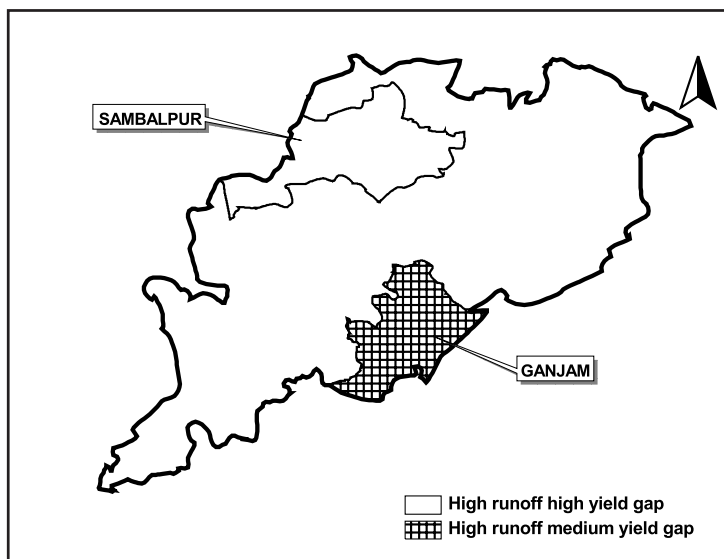 SAMBALPUR
GANJAM
High runoff high yield gap
High runoff medium yield gap